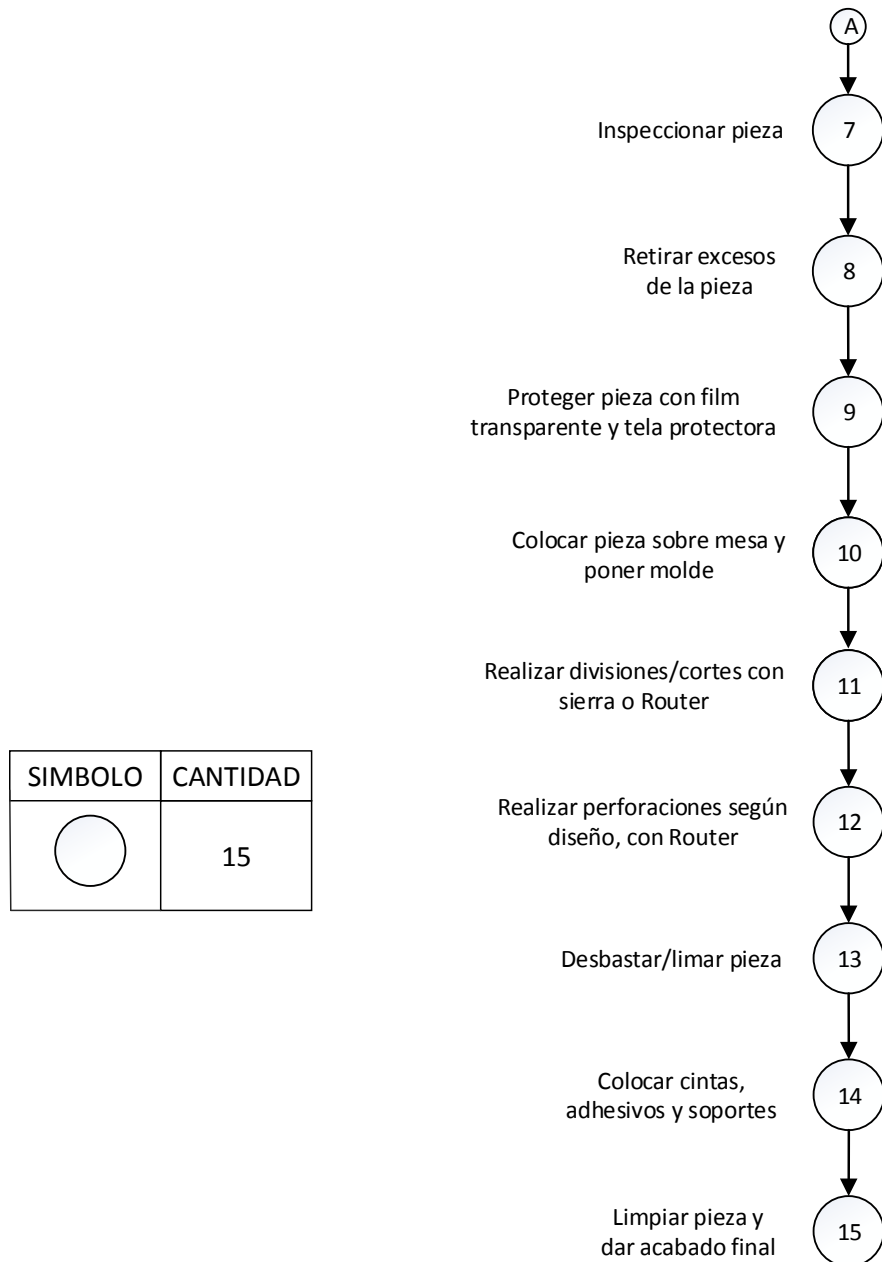 A
Inspeccionar pieza
7
Retirar excesos
de la pieza
8
Proteger pieza con film
transparente y tela protectora
9
Colocar pieza sobre mesa y
poner molde
10
Realizar divisiones/cortes con
sierra o Router
11
SIMBOLO CANTIDAD
15
Realizar perforaciones según
diseño, con Router
12
Desbastar/limar pieza
13
Colocar cintas,
adhesivos y soportes
14
Limpiar pieza y
dar acabado final
15